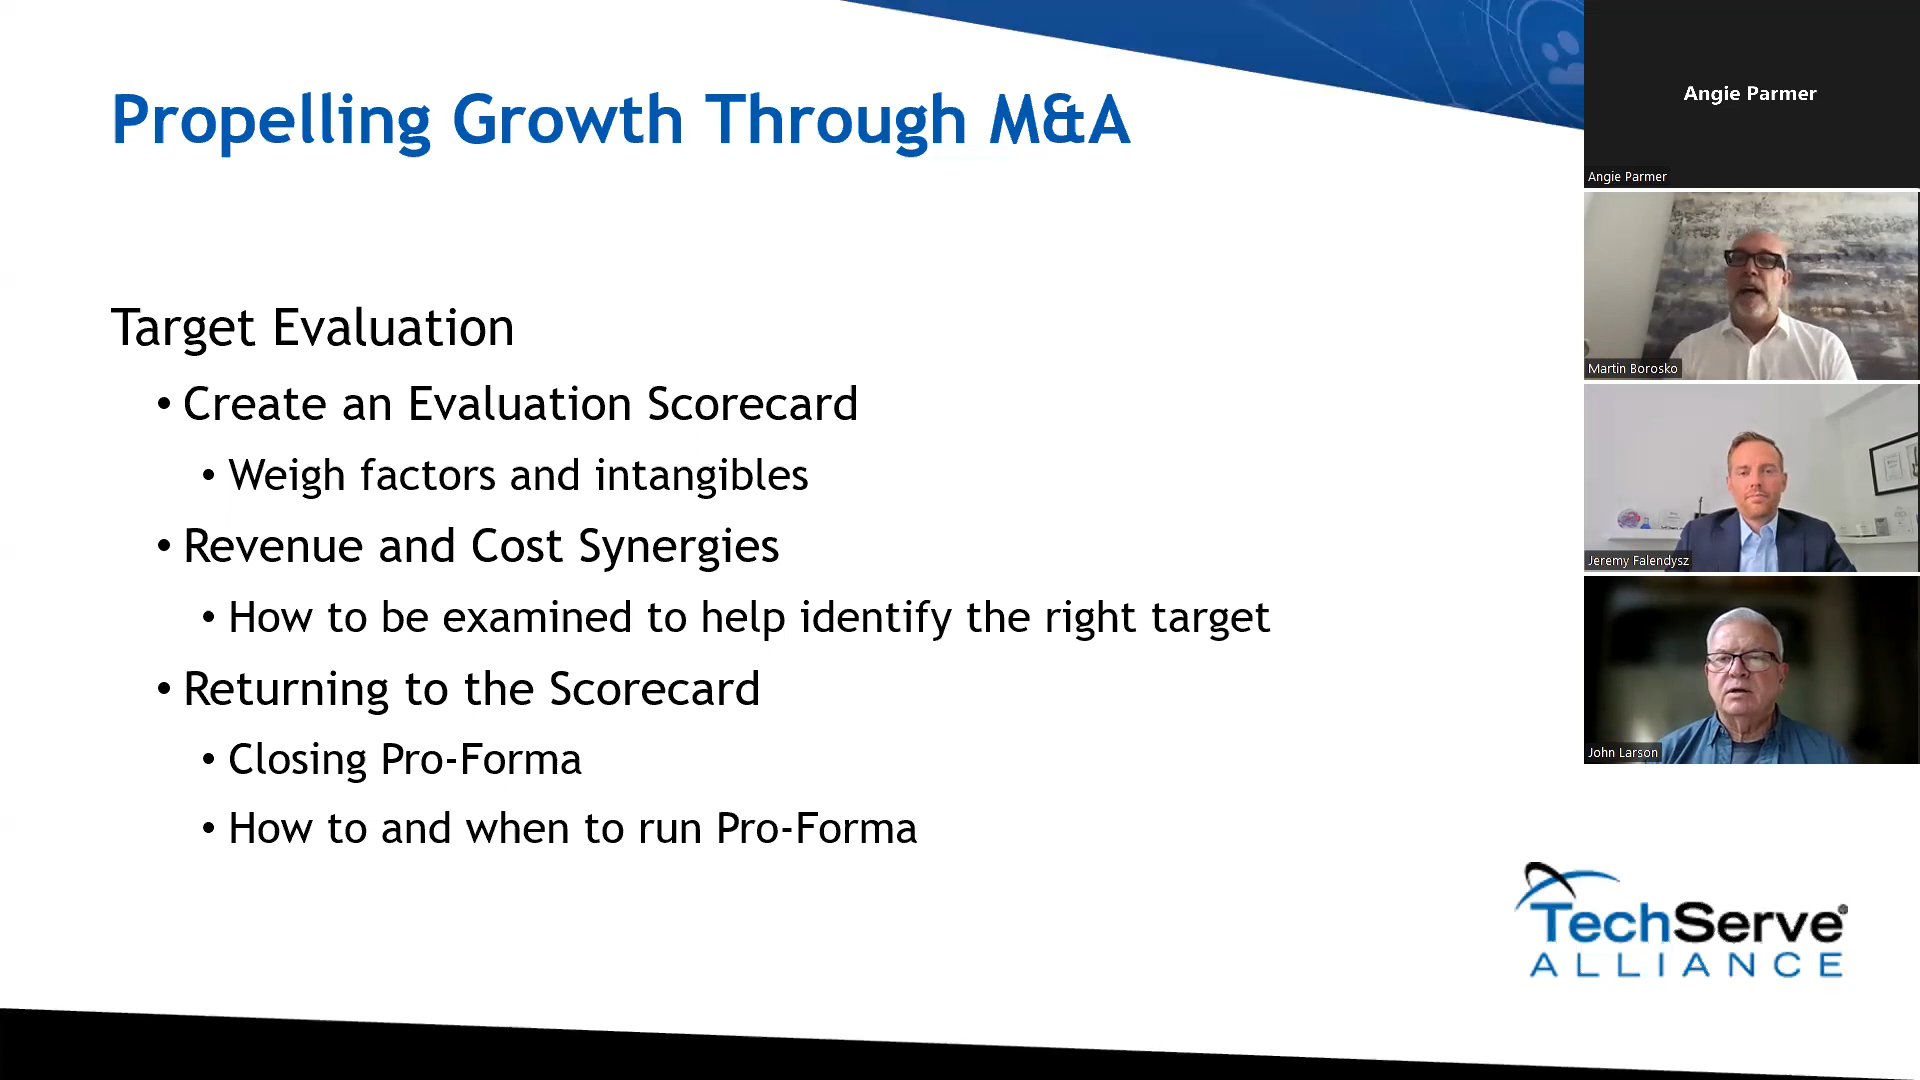 Propelling Growth Through M&A
Target Evaluation
• Create an Evaluation Scorecard
• Weigh factors and intangibles
• Revenue and Cost Synergies
• How to be examined to help identify the right target
• Returning to the Scorecard
• Closing Pro-Forma
• How to and when to run Pro-Forma
TechServe®
ALLIANCE
Angie Parmer
Angie Parmer
Martin Borosko
Jeremy Falendysz
John Larson